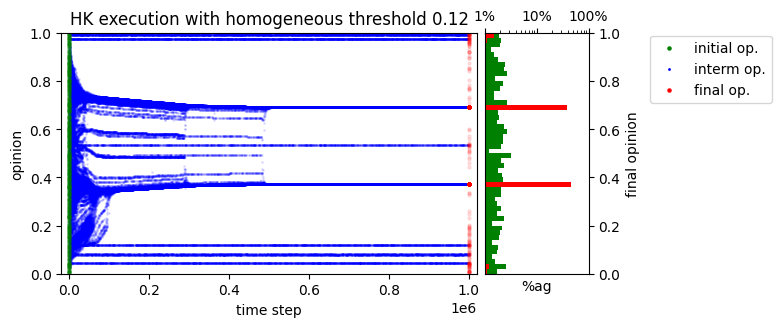 HK execution with homogeneous threshold 0.12
1% 10% 100%
initial op.
interm op.
final op.
1.0
0.8
0.6
0.4
0.2
0.0
opinion
0.0 0.2 0.4 0.6 0.8 1.0
1e6
time step
1.0
0.8
0.6
0.4
0.2
0.0
final opinion
%ag